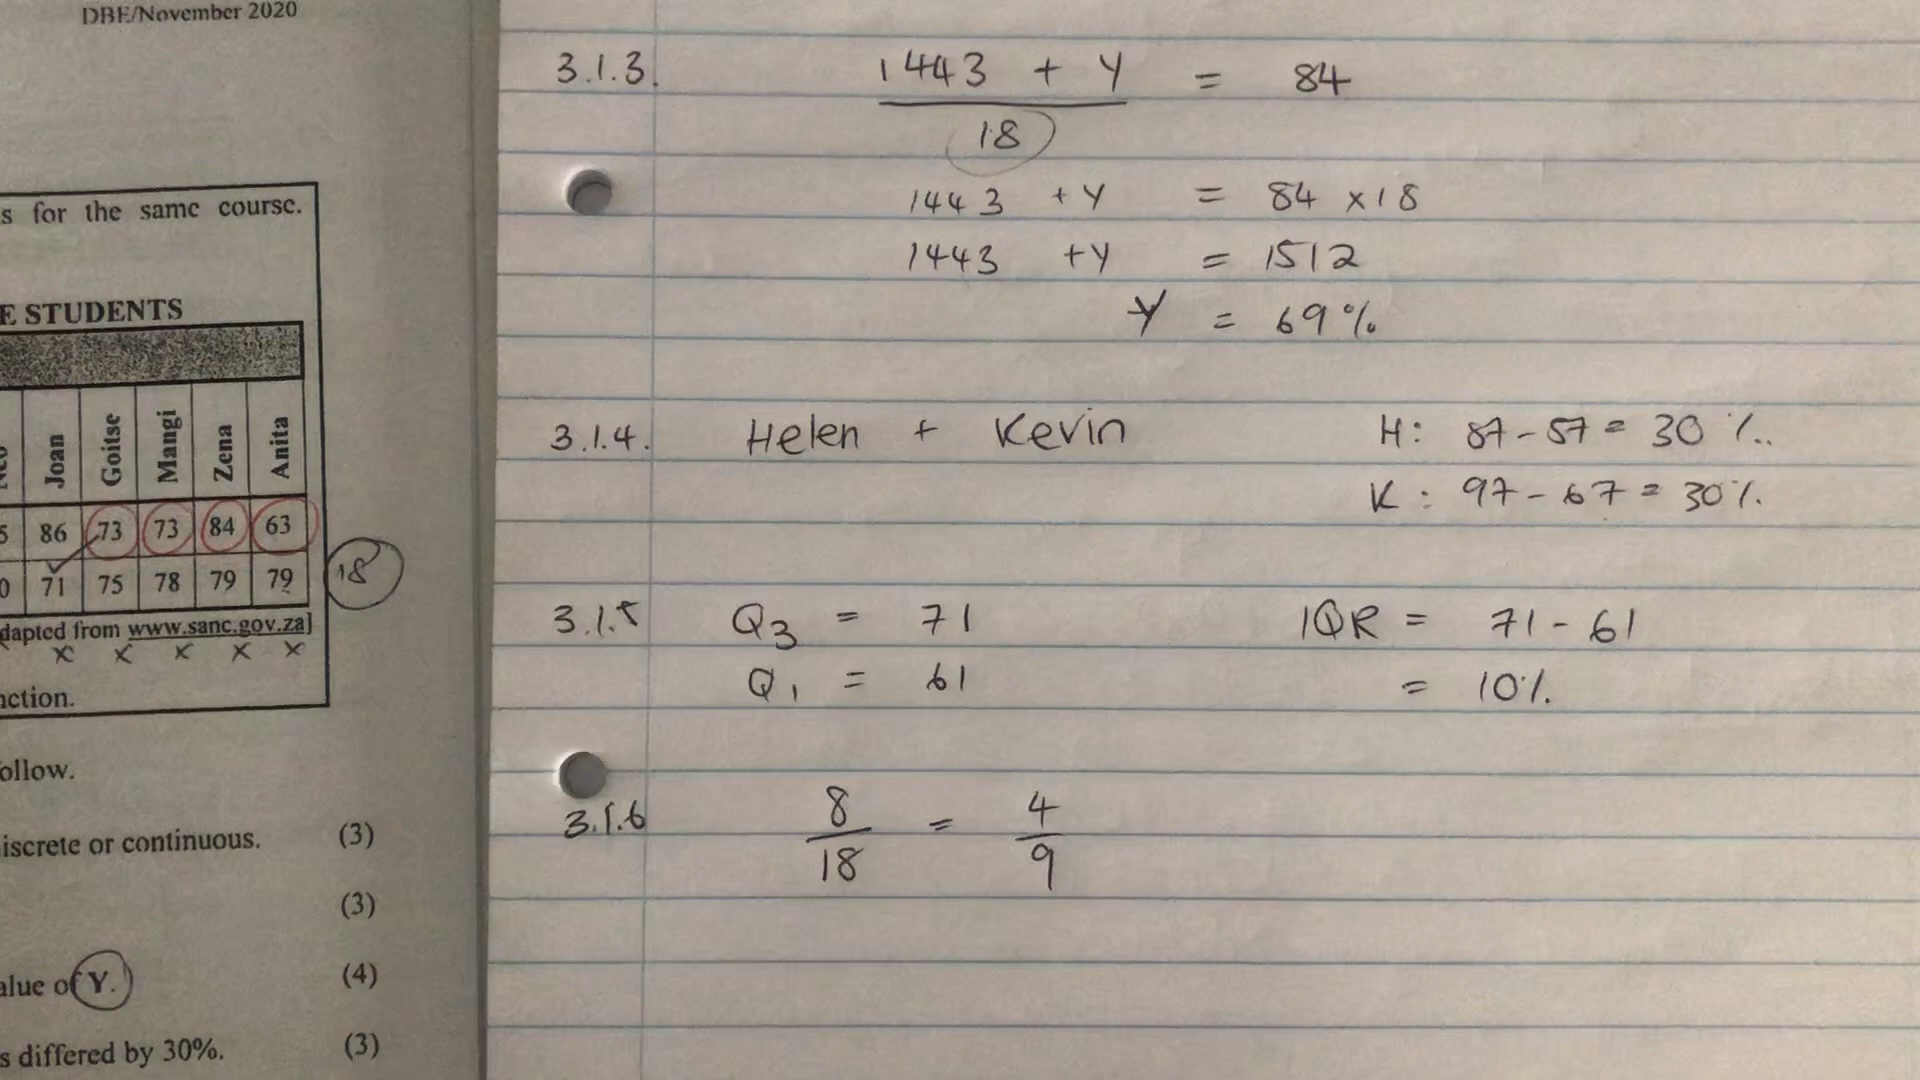 DBE/November 2020
s for the same course.
E STUDENTS
Joan Goitse Mangi Zena Anita
5 86 73 73 84 63
0 71 75 78 79 79
18
dapted from www.sanc.gov.za]
x x x x x
nction.
ollow.
iscrete or continuous. (3)
(3)
alue of Y. (4)
s differed by 30%. (3)
3.1.3. 1443 + Y = 84
18
1443 + Y = 84 x 18
1443 + Y = 1512
Y = 69%
3.1.4. Helen + Kevin H: 87 - 57 = 30%.
K: 97 - 67 = 30%.
3.1.5 Q3 = 71 IQR = 71 - 61
Q1 = 61 = 10%.
3.1.6 8 = 4
18 9